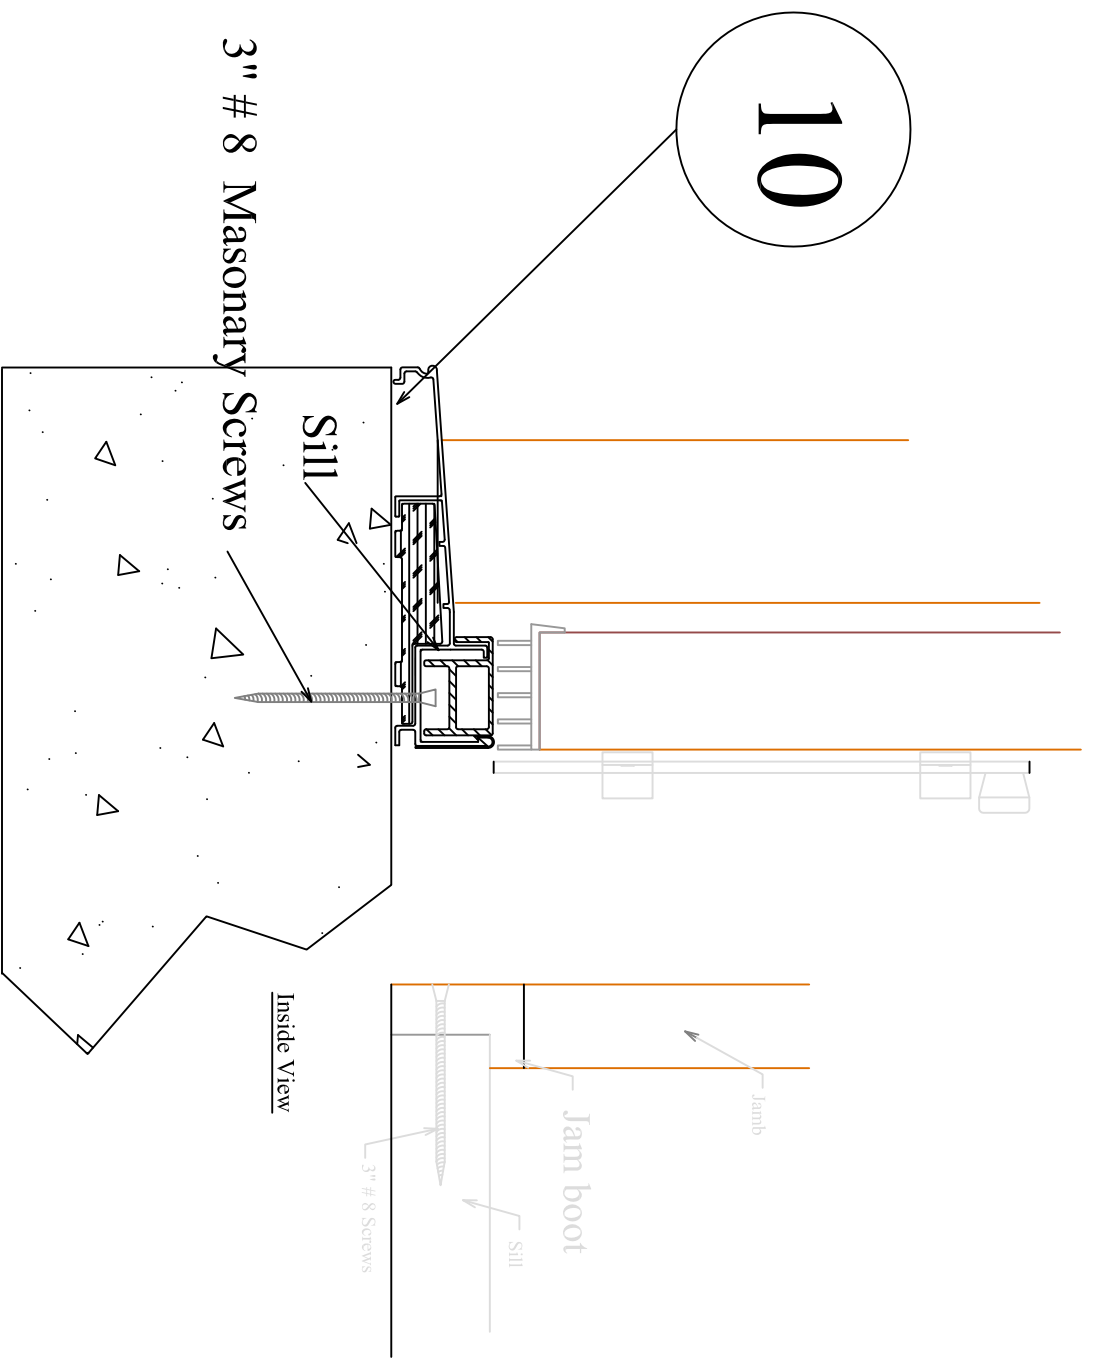 10
3" # 8 Masonary Screws
Sill
Inside View
Jamb
Jam boot
Sill
3" # 8 Screws